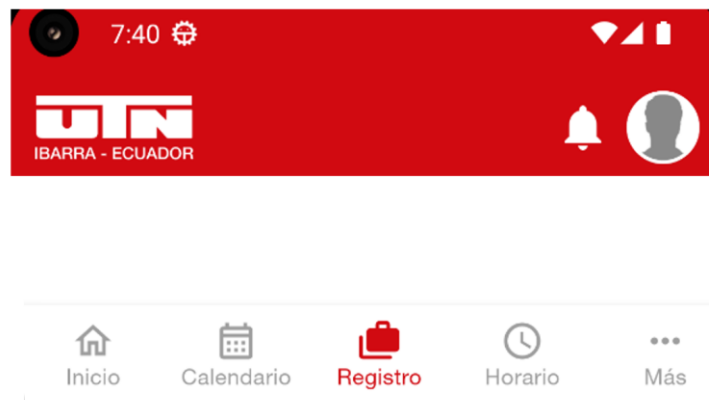 7:40
UTN
IBARRA - ECUADOR
Inicio Calendario Registro Horario Más